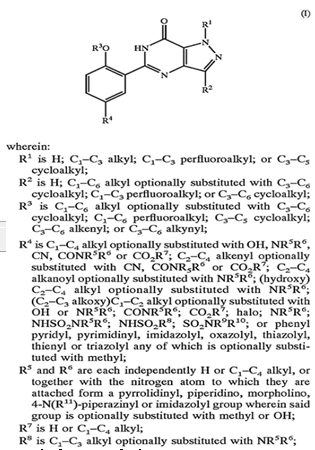 (I)
O
R¹
HN
N
R³O
N
N
R²
R⁴
wherein:
R¹ is H; C₁–C₃ alkyl; C₁–C₃ perfluoroalkyl; or C₃–C₅
cycloalkyl;
R² is H; C₁–C₆ alkyl optionally substituted with C₃–C₆
cycloalkyl; C₁–C₃ perfluoroalkyl; or C₃–C₆ cycloalkyl;
R³ is C₁–C₆ alkyl optionally substituted with C₃–C₆
cycloalkyl; C₁–C₆ perfluoroalkyl; C₃–C₅ cycloalkyl;
C₃–C₆ alkenyl; or C₃–C₆ alkynyl;
R⁴ is C₁–C₄ alkyl optionally substituted with OH, NR⁵R⁶,
CN, CONR⁵R⁶ or CO₂R⁷; C₂–C₄ alkenyl optionally
substituted with CN, CONR₅R⁶ or CO₂R⁷; C₂–C₄
alkanoyl optionally substituted with NR⁵R⁶; (hydroxy)
C₂–C₄ alkyl optionally substituted with NR⁵R⁶;
(C₂–C₃ alkoxy)C₁–C₂ alkyl optionally substituted with
OH or NR⁵R⁶; CONR⁵R⁶; CO₂R⁷; halo; NR⁵R⁶;
NHSO₂NR⁵R⁶; NHSO₂R⁸; SO₂NR⁹R¹⁰; or phenyl
pyridyl, pyrimidinyl, imidazolyl, oxazolyl, thiazolyl,
thienyl or triazolyl any of which is optionally substi-
tuted with methyl;
R⁵ and R⁶ are each independently H or C₁–C₄ alkyl, or
together with the nitrogen atom to which they are
attached form a pyrrolidinyl, piperidino, morpholino,
4-N(R¹¹)-piperazinyl or imidazolyl group wherein said
group is optionally substituted with methyl or OH;
R⁷ is H or C₁–C₄ alkyl;
R⁸ is C₁–C₃ alkyl optionally substituted with NR⁵R⁶;